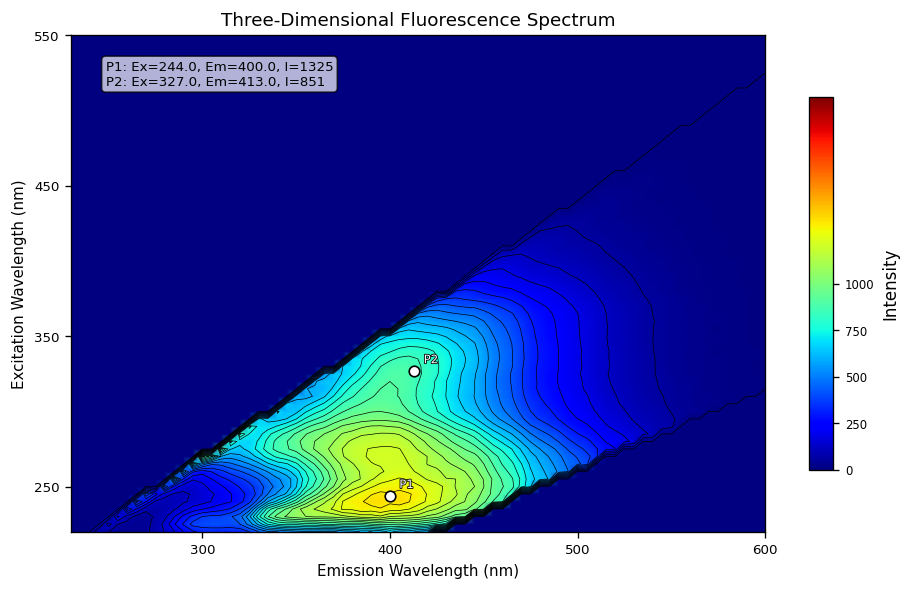 Three-Dimensional Fluorescence Spectrum
550
450
350
250
Excitation Wavelength (nm)
P1: Ex=244.0, Em=400.0, I=1325
P2: Ex=327.0, Em=413.0, I=851
P2
P1
300
400
500
600
Emission Wavelength (nm)
1000
750
500
250
0
Intensity